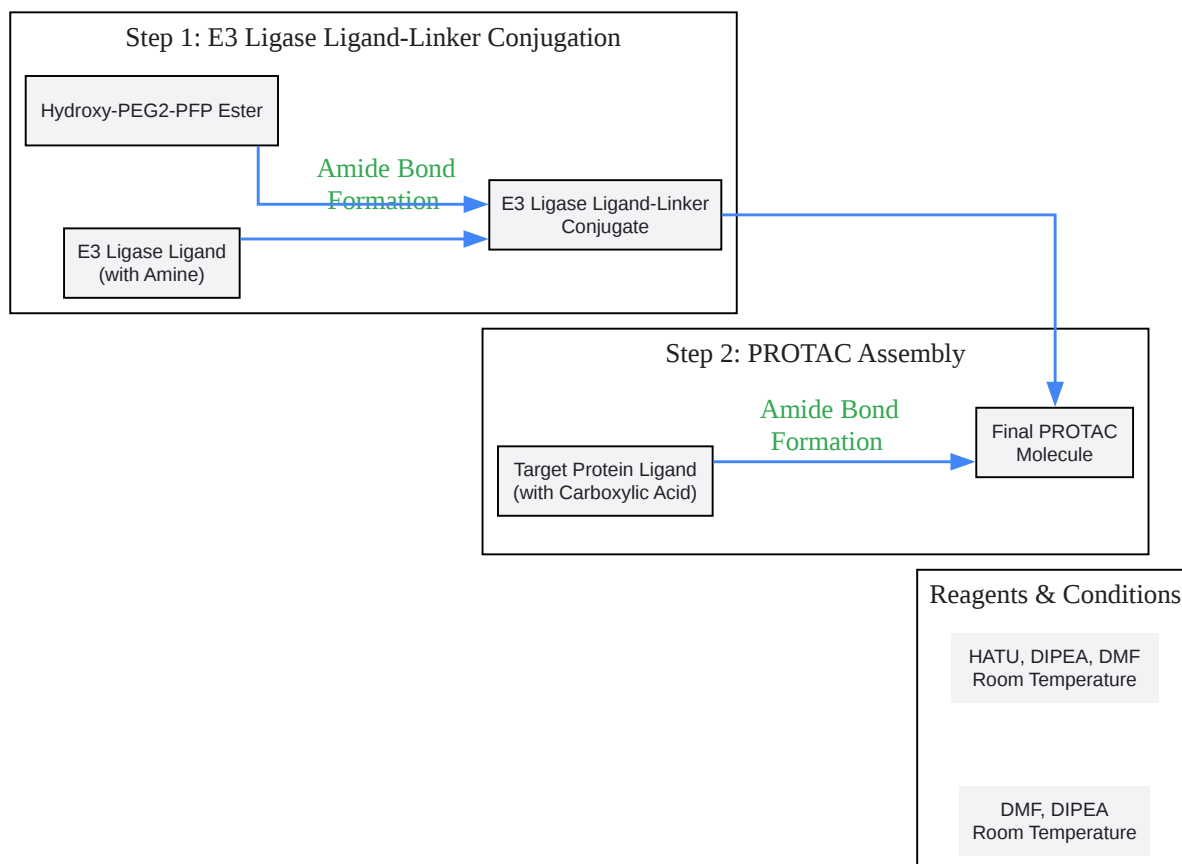 Step 1: E3 Ligase Ligand-Linker Conjugation
Hydroxy-PEG2-PFP Ester
Amide Bond
Formation
E3 Ligase Ligand-Linker
Conjugate
E3 Ligase Ligand
(with Amine)
Step 2: PROTAC Assembly
Amide Bond
Formation
Final PROTAC
Molecule
Target Protein Ligand
(with Carboxylic Acid)
Reagents & Conditions
HATU, DIPEA, DMF
Room Temperature
DMF, DIPEA
Room Temperature